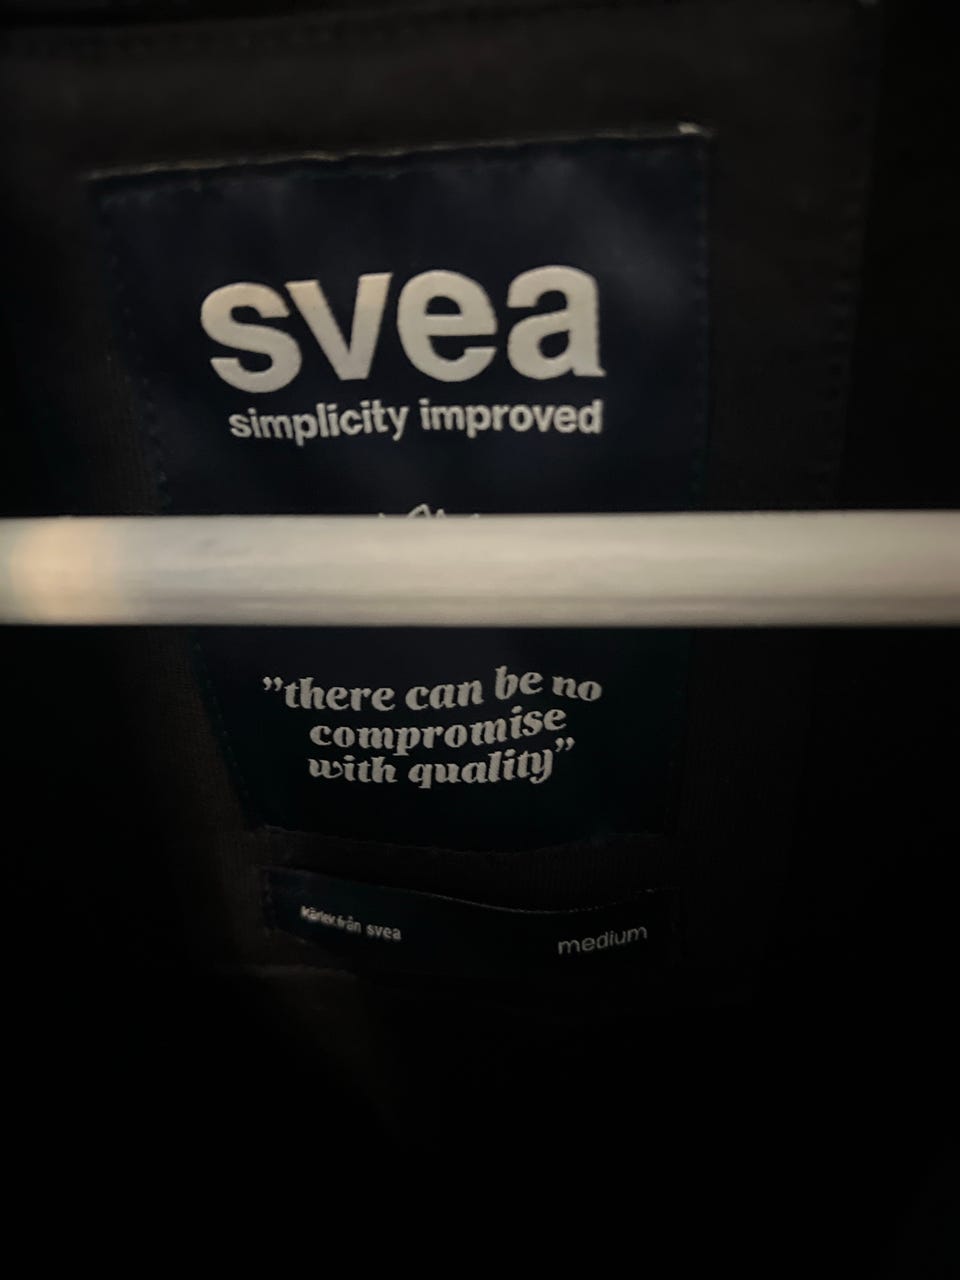 svea
simplicity improved
”there can be no
compromise
with quality”
kärlek från svea
medium